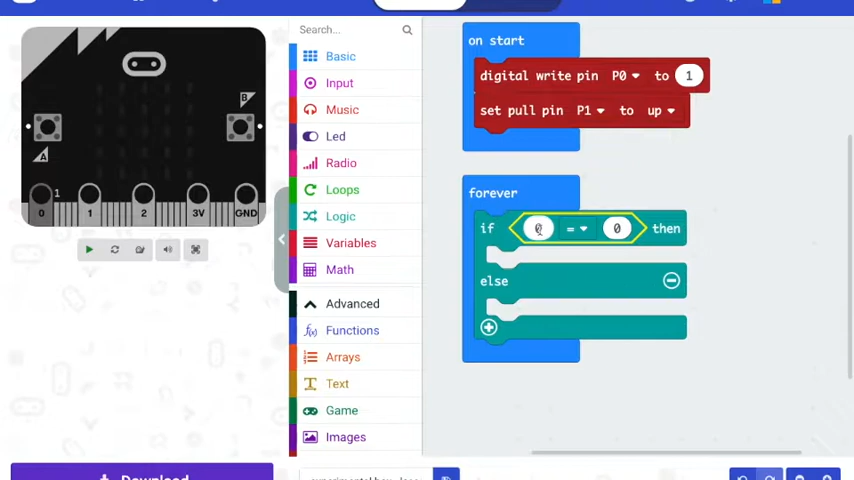 Search...
Basic
Input
Music
Led
Radio
Loops
Logic
Variables
Math
Advanced
Functions
Arrays
Text
Game
Images
on start
digital write pin P0 to 1
set pull pin P1 to up
forever
if 0 = 0 then
else
B
A
1
0 1 2 3V GND
Download